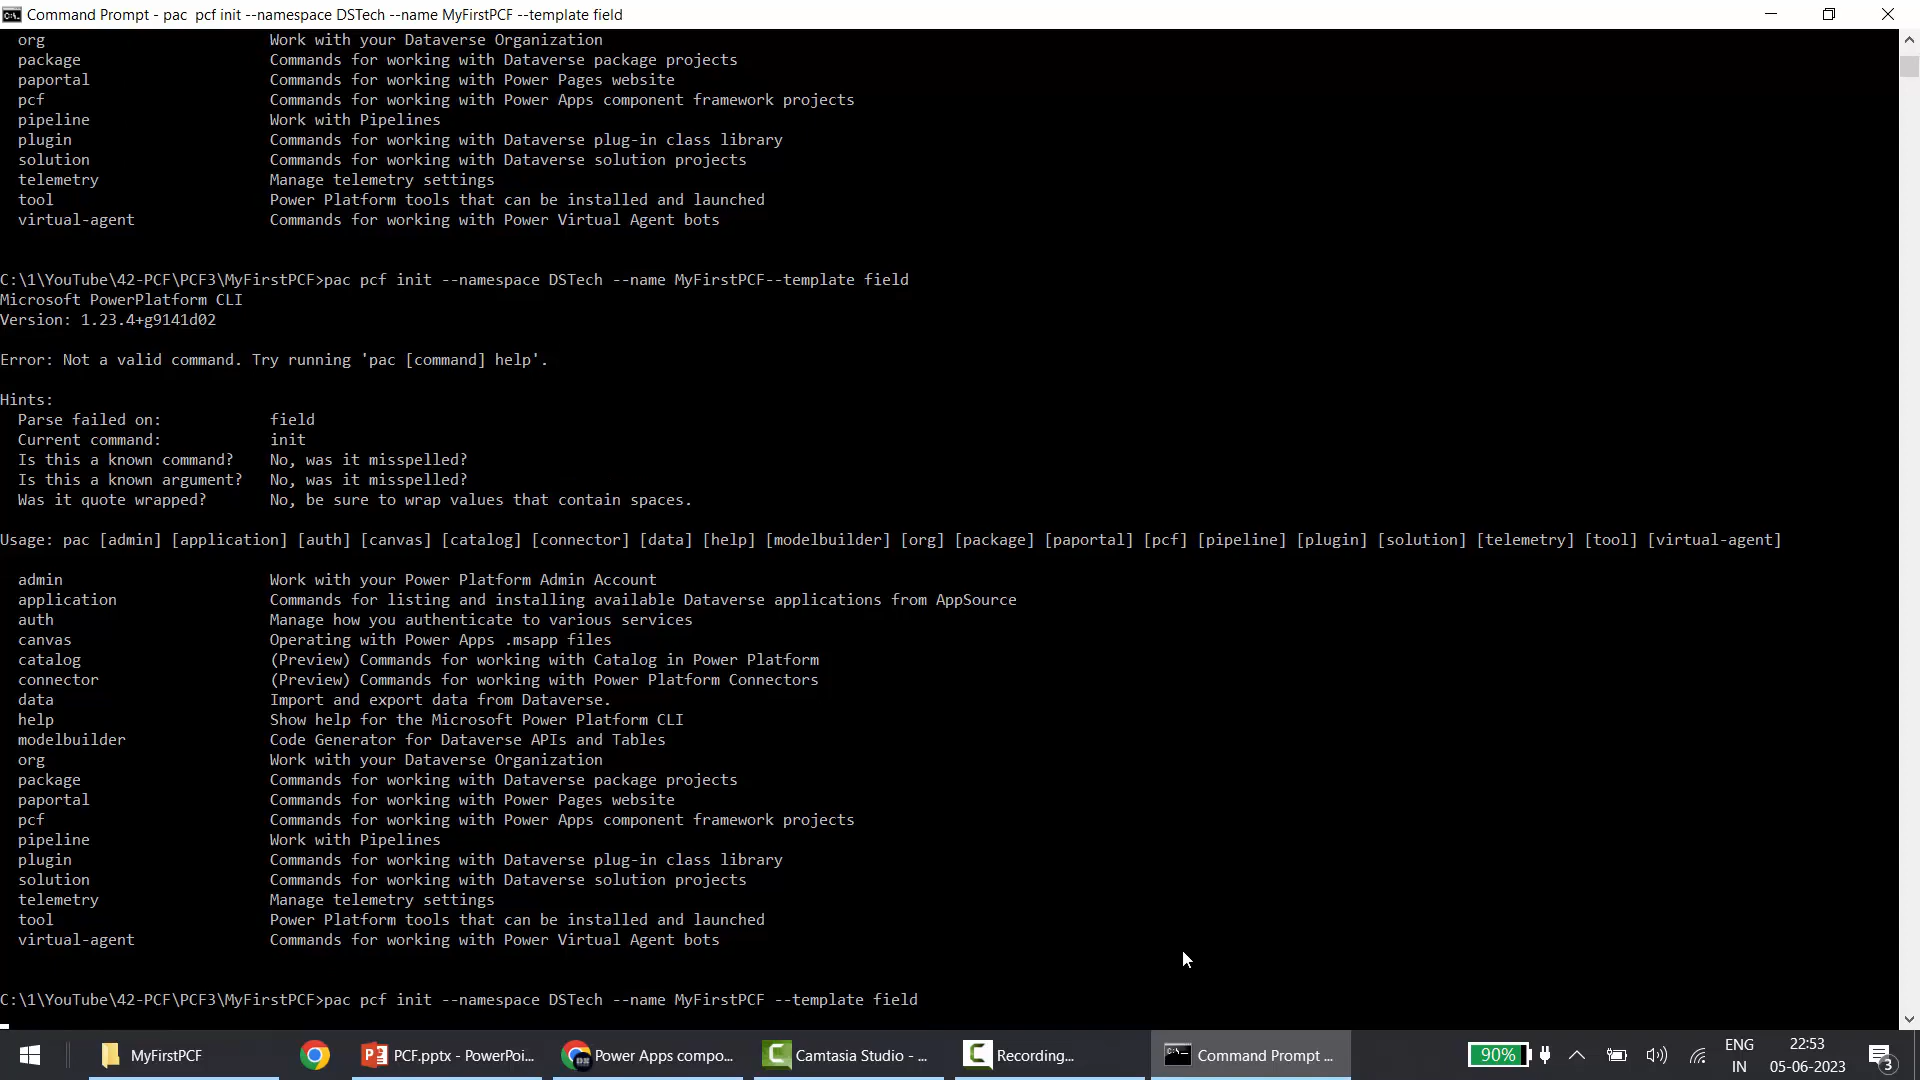 Command Prompt - pac  pcf init --namespace DSTech --name MyFirstPCF --template field
org Work with your Dataverse Organization
package Commands for working with Dataverse package projects
paportal Commands for working with Power Pages website
pcf Commands for working with Power Apps component framework projects
pipeline Work with Pipelines
plugin Commands for working with Dataverse plug-in class library
solution Commands for working with Dataverse solution projects
telemetry Manage telemetry settings
tool Power Platform tools that can be installed and launched
virtual-agent Commands for working with Power Virtual Agent bots
C:\1\YouTube\42-PCF\PCF3\MyFirstPCF>pac pcf init --namespace DSTech --name MyFirstPCF--template field
Microsoft PowerPlatform CLI
Version: 1.23.4+g9141d02
Error: Not a valid command. Try running 'pac [command] help'.
Hints:
Parse failed on: field
Current command: init
Is this a known command? No, was it misspelled?
Is this a known argument? No, was it misspelled?
Was it quote wrapped? No, be sure to wrap values that contain spaces.
Usage: pac [admin] [application] [auth] [canvas] [catalog] [connector] [data] [help] [modelbuilder] [org] [package] [paportal] [pcf] [pipeline] [plugin] [solution] [telemetry] [tool] [virtual-agent]
admin Work with your Power Platform Admin Account
application Commands for listing and installing available Dataverse applications from AppSource
auth Manage how you authenticate to various services
canvas Operating with Power Apps .msapp files
catalog (Preview) Commands for working with Catalog in Power Platform
connector (Preview) Commands for working with Power Platform Connectors
data Import and export data from Dataverse.
help Show help for the Microsoft Power Platform CLI
modelbuilder Code Generator for Dataverse APIs and Tables
org Work with your Dataverse Organization
package Commands for working with Dataverse package projects
paportal Commands for working with Power Pages website
pcf Commands for working with Power Apps component framework projects
pipeline Work with Pipelines
plugin Commands for working with Dataverse plug-in class library
solution Commands for working with Dataverse solution projects
telemetry Manage telemetry settings
tool Power Platform tools that can be installed and launched
virtual-agent Commands for working with Power Virtual Agent bots
C:\1\YouTube\42-PCF\PCF3\MyFirstPCF>pac pcf init --namespace DSTech --name MyFirstPCF --template field
MyFirstPCF PCF.pptx - PowerPoi... Power Apps compo... Camtasia Studio - ... Recording... Command Prompt ... 90% ENG 22:53
IN 05-06-2023 3